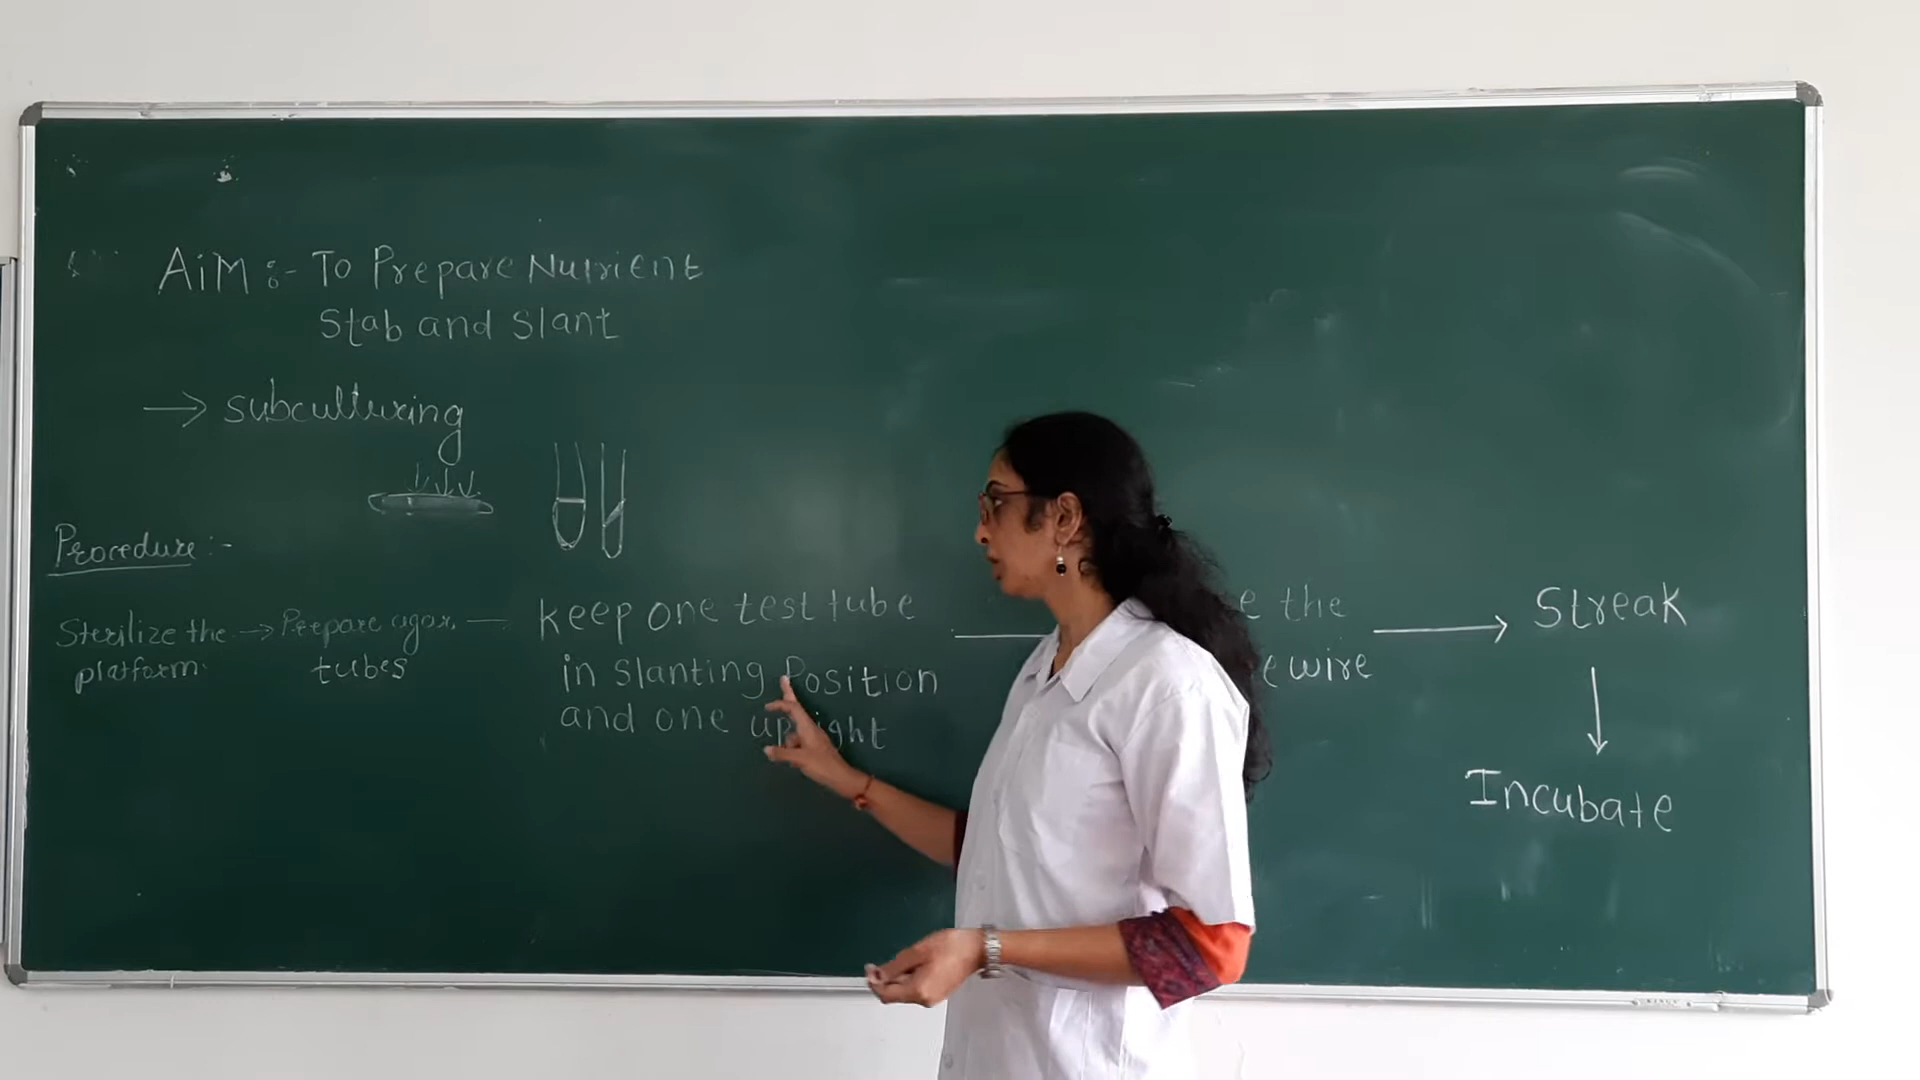 AiM :- To Prepare Nutrient
Stab and Slant
→ subculturing
Procedure :-
Sterilize the → Prepare agar —
platform. tubes
keep one test tube
in slanting Position
and one upright
the →
wire
Streak
↓
Incubate